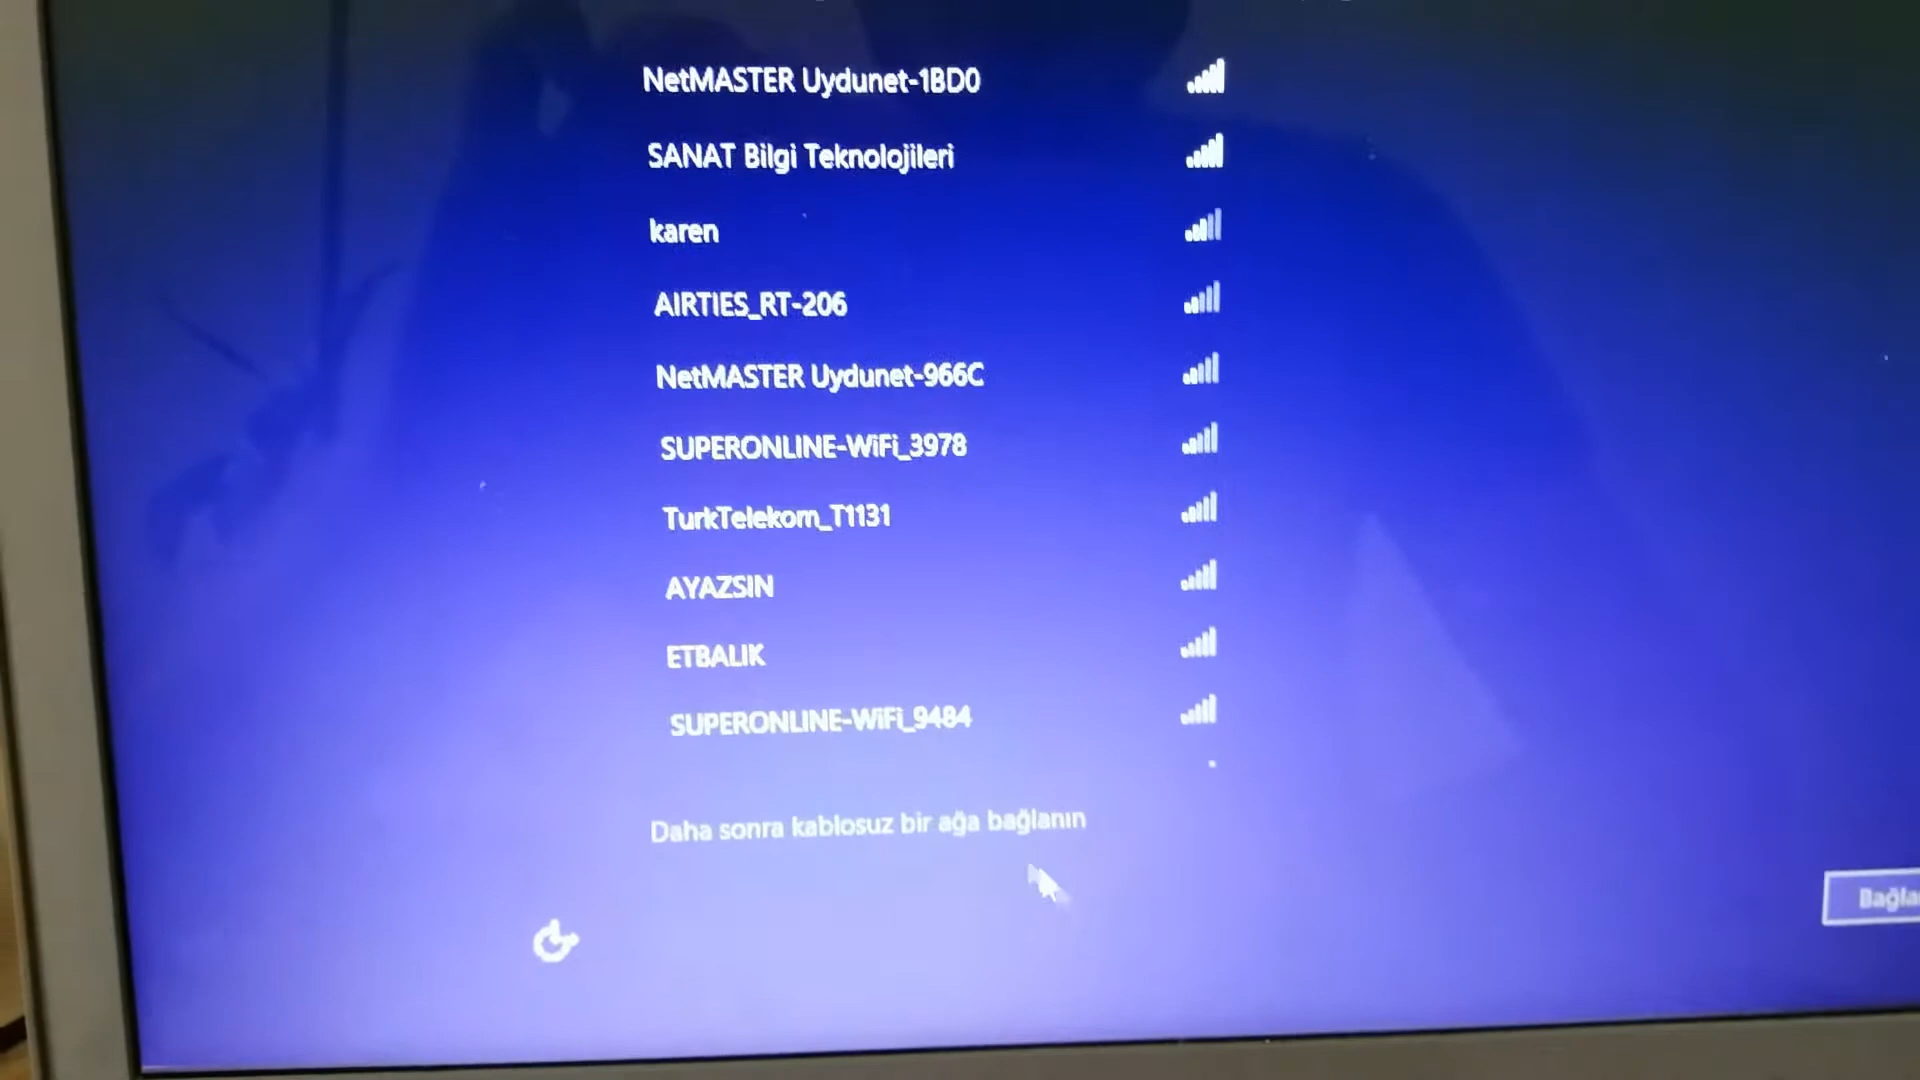 NetMASTER Uydunet-1BD0
SANAT Bilgi Teknolojileri
karen
AIRTIES_RT-206
NetMASTER Uydunet-966C
SUPERONLINE-WiFi_3978
TurkTelekom_T1131
AYAZSIN
ETBALIK
SUPERONLINE-WiFi_9484
Daha sonra kablosuz bir ağa bağlanın